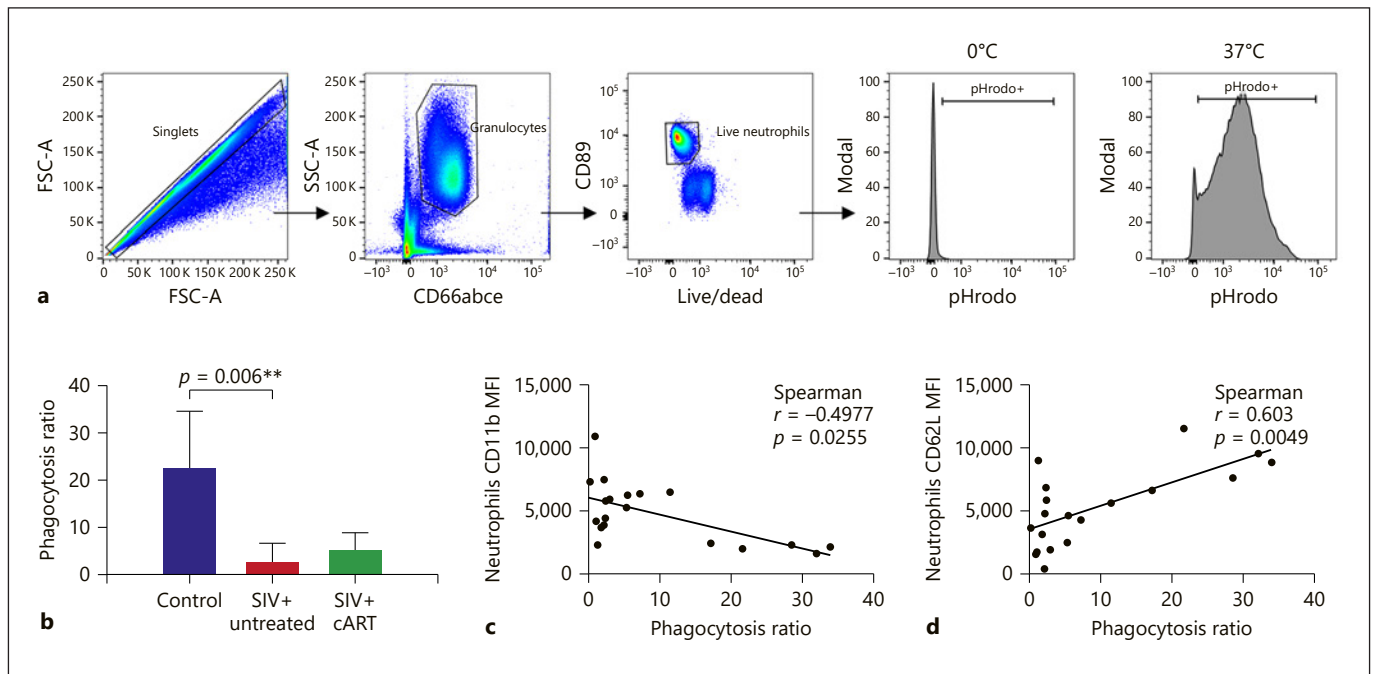 0°C
37°C
250 K
200 K
150 K
100 K
50 K
0
FSC-A
Singlets
50 K 100 K 150 K 200 K 250 K
FSC-A
250 K
200 K
150 K
100 K
50 K
0
SSC-A
Granulocytes
−10³ 0 10³ 10⁴ 10⁵
CD66abce
10⁵
10⁴
10³
0
−10³
CD89
Live neutrophils
−10³ 0 10³ 10⁴ 10⁵
Live/dead
100
80
60
40
20
0
Modal
pHrodo+
−10³ 0 10³ 10⁴ 10⁵
pHrodo
100
80
60
40
20
0
Modal
pHrodo+
−10³ 0 10³ 10⁴ 10⁵
pHrodo
a
p = 0.006**
40
30
20
10
0
Phagocytosis ratio
Control
SIV+
untreated
SIV+
cART
b
15,000
10,000
5,000
0
Neutrophils CD11b MFI
Spearman
r = −0.4977
p = 0.0255
0 10 20 30 40
Phagocytosis ratio
c
15,000
10,000
5,000
0
Neutrophils CD62L MFI
Spearman
r = 0.603
p = 0.0049
0 10 20 30 40
Phagocytosis ratio
d